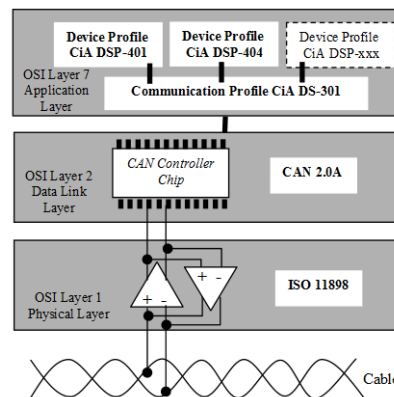 Device Profile
CiA DSP-401
Device Profile
CiA DSP-404
Device Profile
CiA DSP-xxx
OSI Layer 7
Application
Layer
Communication Profile CiA DS-301
CAN Controller
Chip
CAN 2.0A
OSI Layer 2
Data Link
Layer
+ -
+ -
ISO 11898
OSI Layer 1
Physical Layer
Cable